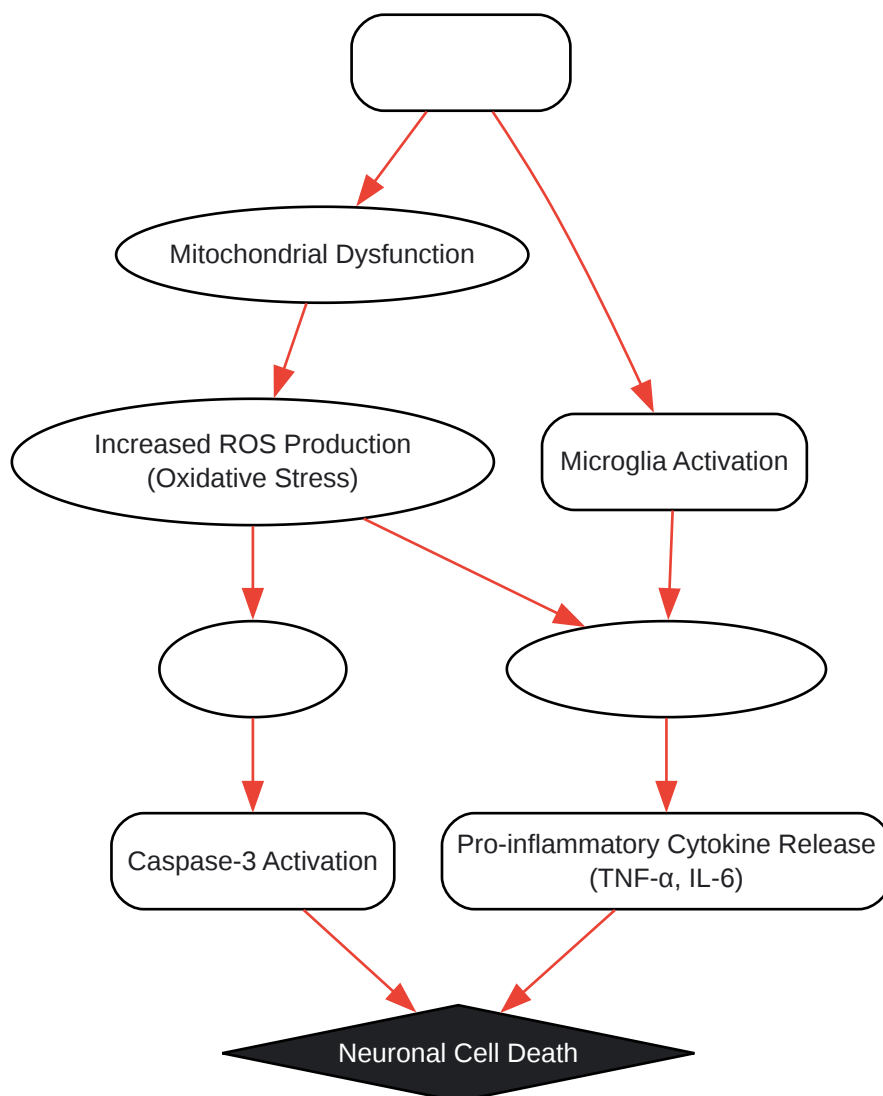 Mitochondrial Dysfunction
Increased ROS Production
(Oxidative Stress)
Microglia Activation
Caspase-3 Activation
Pro-inflammatory Cytokine Release
(TNF-α, IL-6)
Neuronal Cell Death